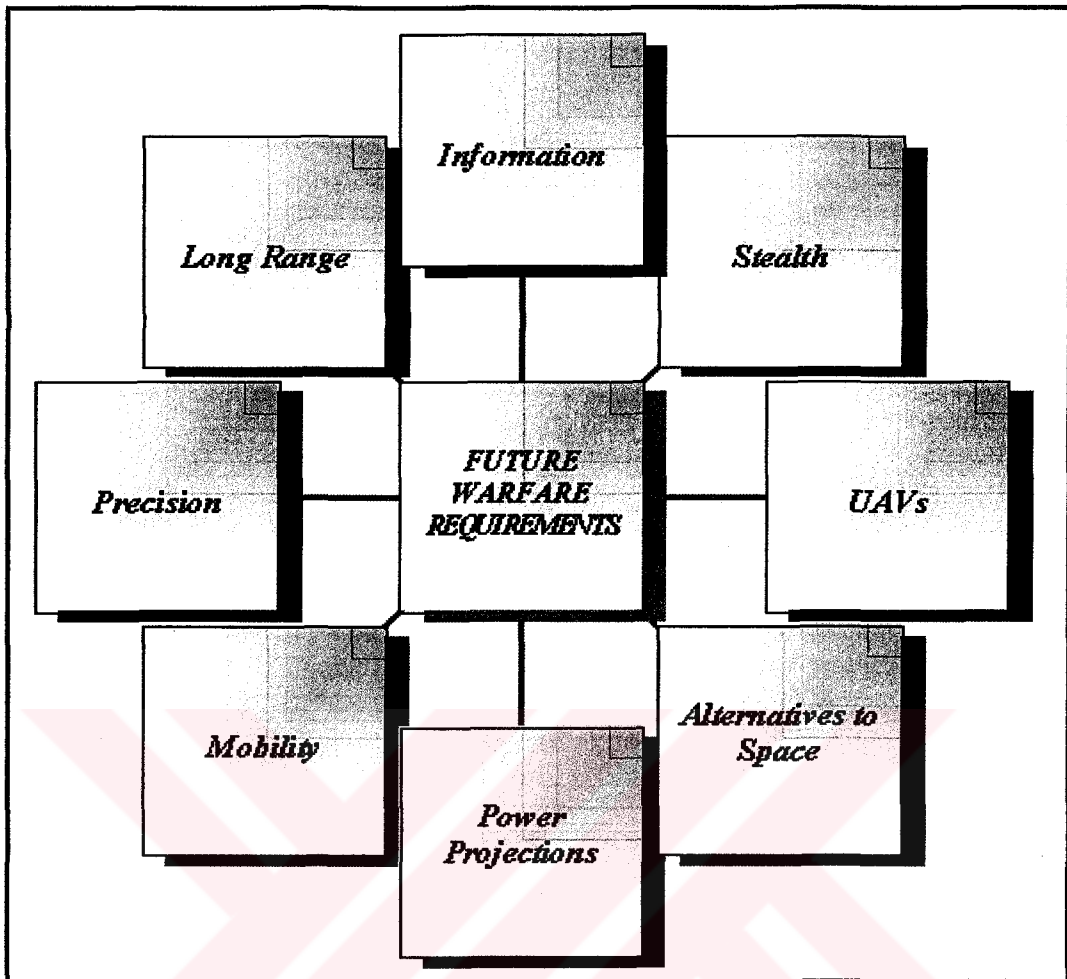 Information
Long Range
Stealth
Precision
FUTURE
WARFARE
REQUIREMENTS
UAVs
Mobility
Alternatives to
Space
Power
Projections